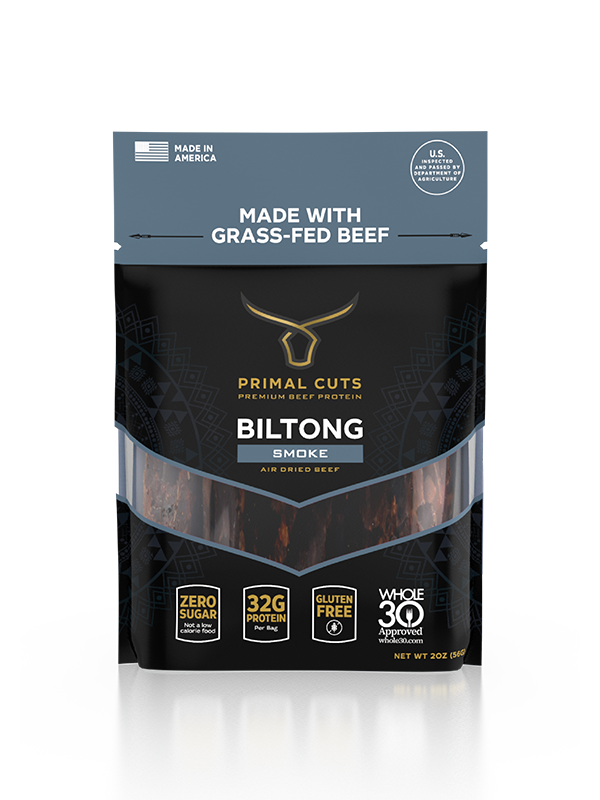 MADE IN
AMERICA
U.S.
INSPECTED
AND PASSED BY
DEPARTMENT OF
AGRICULTURE
MADE WITH
GRASS-FED BEEF
PRIMAL CUTS
PREMIUM BEEF PROTEIN
BILTONG
SMOKE
AIR DRIED BEEF
ZERO
SUGAR
Not a low
calorie food
32G
PROTEIN
Per Bag
GLUTEN
FREE
WHOLE
30
Approved
whole30.com
NET WT 2OZ (56G